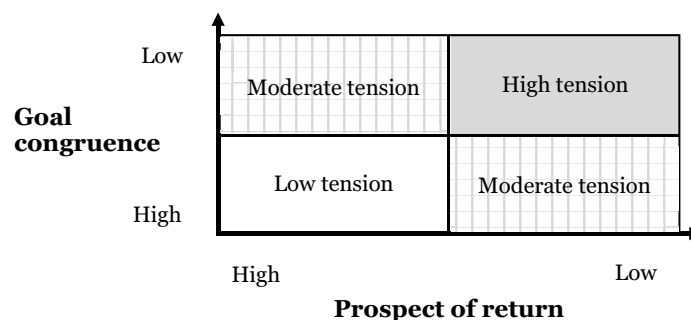 Low
Moderate tension
High tension
Goal
congruence
Low tension
Moderate tension
High
High
Low
Prospect of return